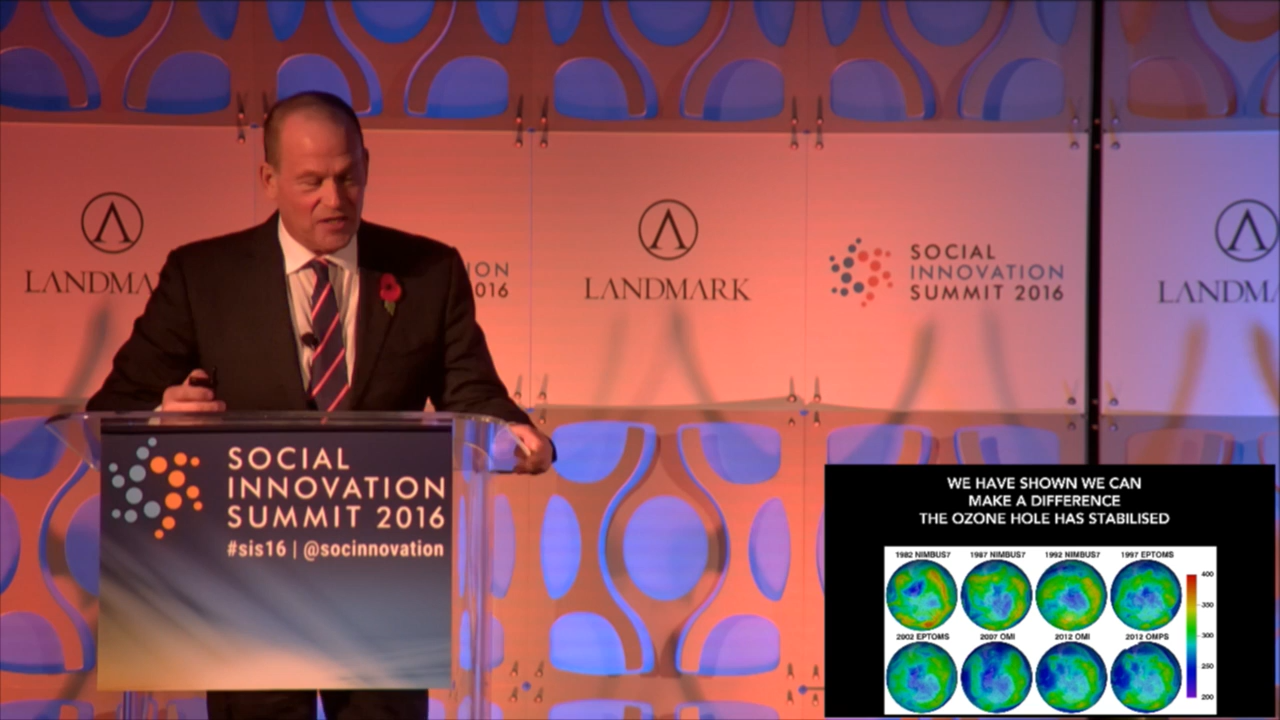 LANDMA
ION
016
LANDMARK
SOCIAL
INNOVATION
SUMMIT 2016
LANDMA
SOCIAL
INNOVATION
SUMMIT 2016
#sis16 | @socinnovation
WE HAVE SHOWN WE CAN
MAKE A DIFFERENCE
THE OZONE HOLE HAS STABILISED
1982 NIMBUS7 1987 NIMBUS7 1992 NIMBUS7 1997 EPTOMS
400
350
300
250
200
2002 EPTOMS 2007 OMI 2012 OMI 2012 OMPS